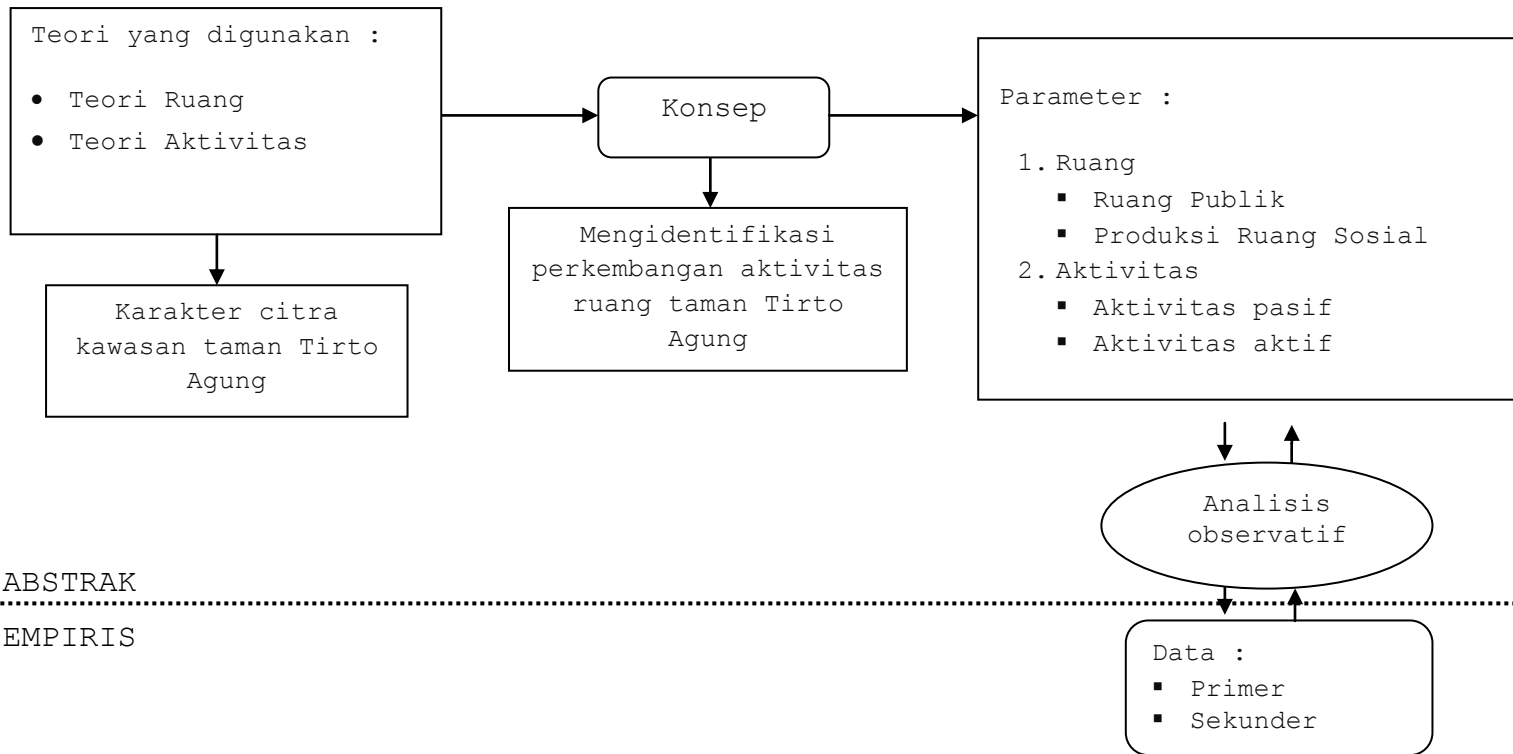 Teori yang digunakan :
• Teori Ruang
• Teori Aktivitas
Karakter citra
kawasan taman Tirto
Agung
Konsep
Mengidentifikasi
perkembangan aktivitas
ruang taman Tirto
Agung
Parameter :
1. Ruang
▪ Ruang Publik
▪ Produksi Ruang Sosial
2. Aktivitas
▪ Aktivitas pasif
▪ Aktivitas aktif
Analisis
observatif
ABSTRAK
EMPIRIS
Data :
▪ Primer
▪ Sekunder